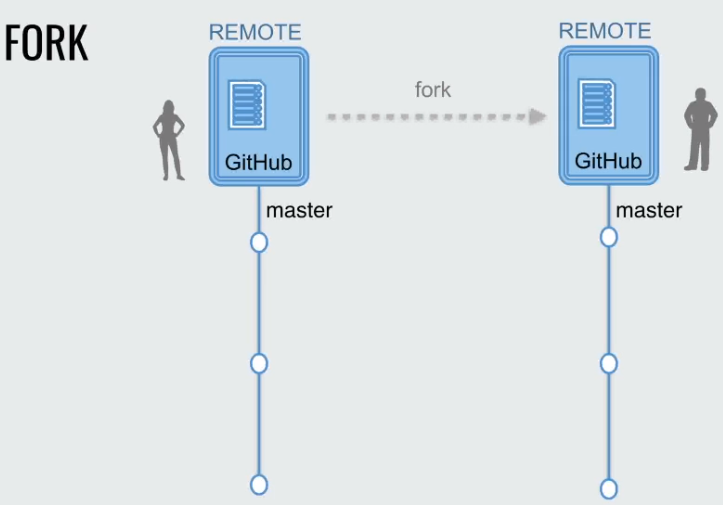 FORK
REMOTE
REMOTE
fork
GitHub
GitHub
master
master